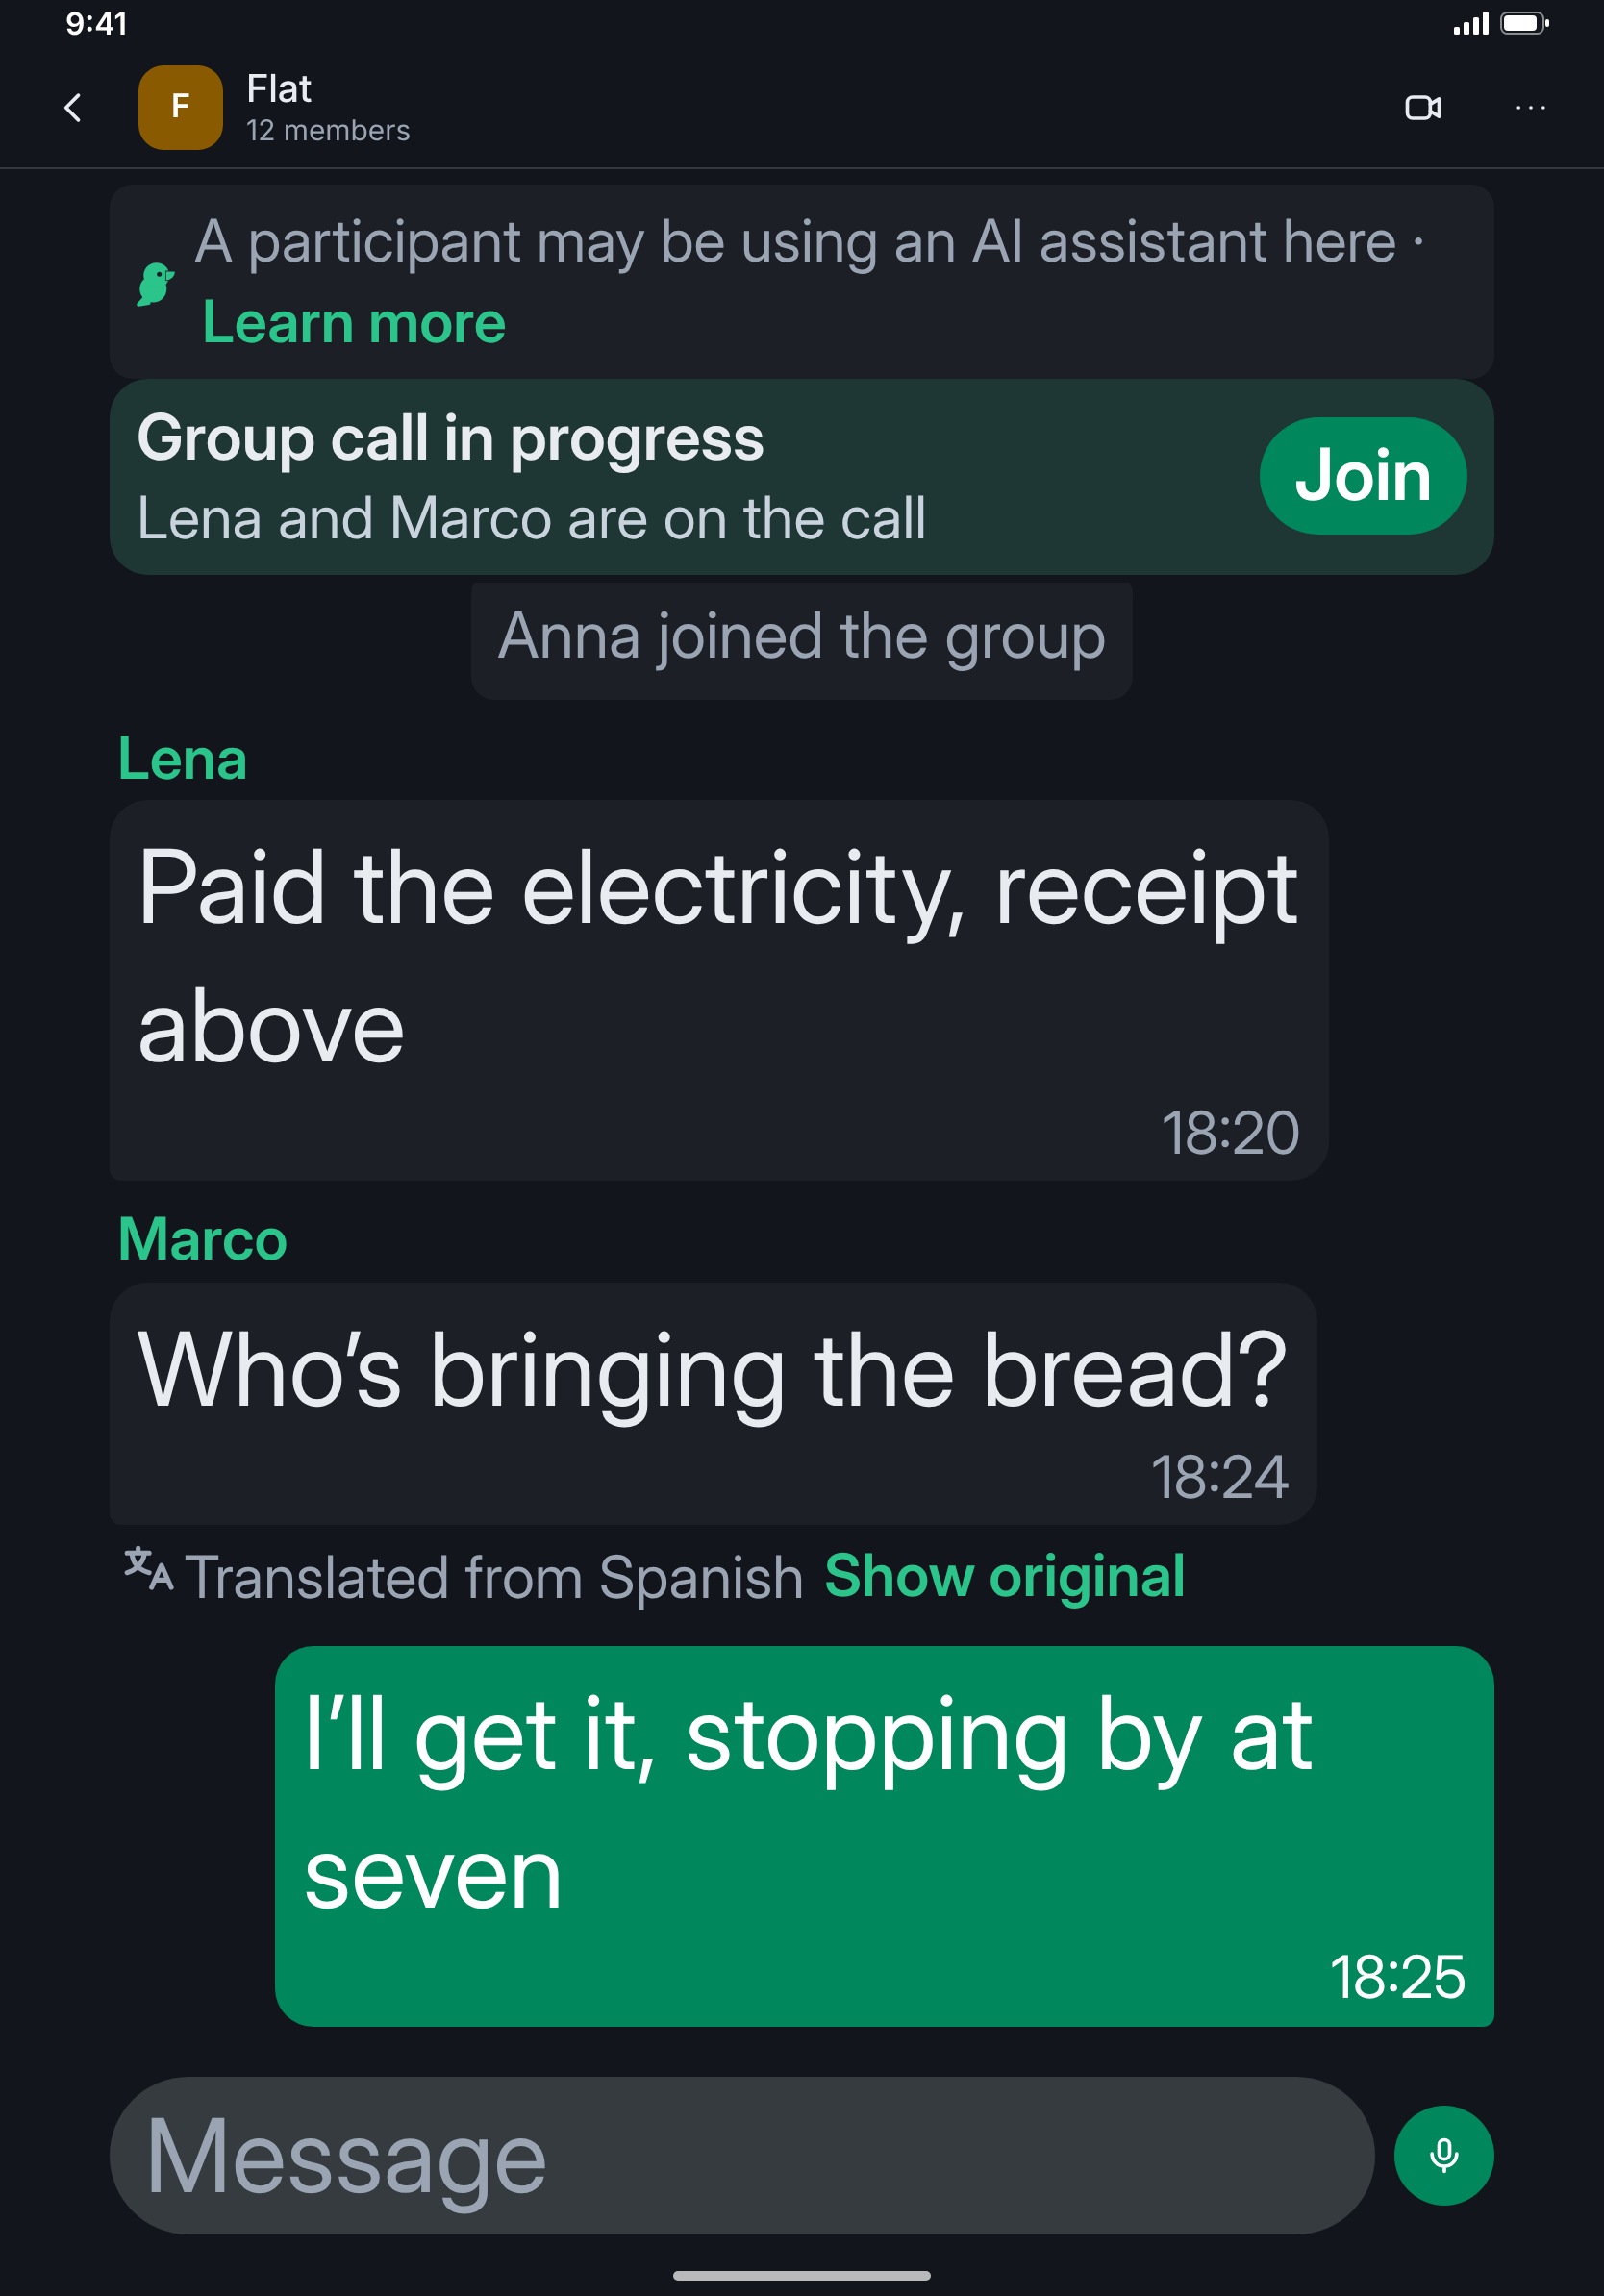 9:41
F
Flat
12 members
A participant may be using an AI assistant here ·
Learn more
Group call in progress
Lena and Marco are on the call
Join
Anna joined the group
Lena
Paid the electricity, receipt
above
18:20
Marco
Who’s bringing the bread?
18:24
Translated from Spanish Show original
I’ll get it, stopping by at
seven
18:25
Message